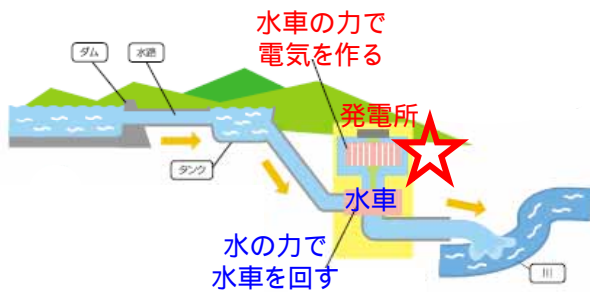 水車の力で
電気を作る
ダム
水路
発電所
タンク
水車
水の力で
水車を回す
川